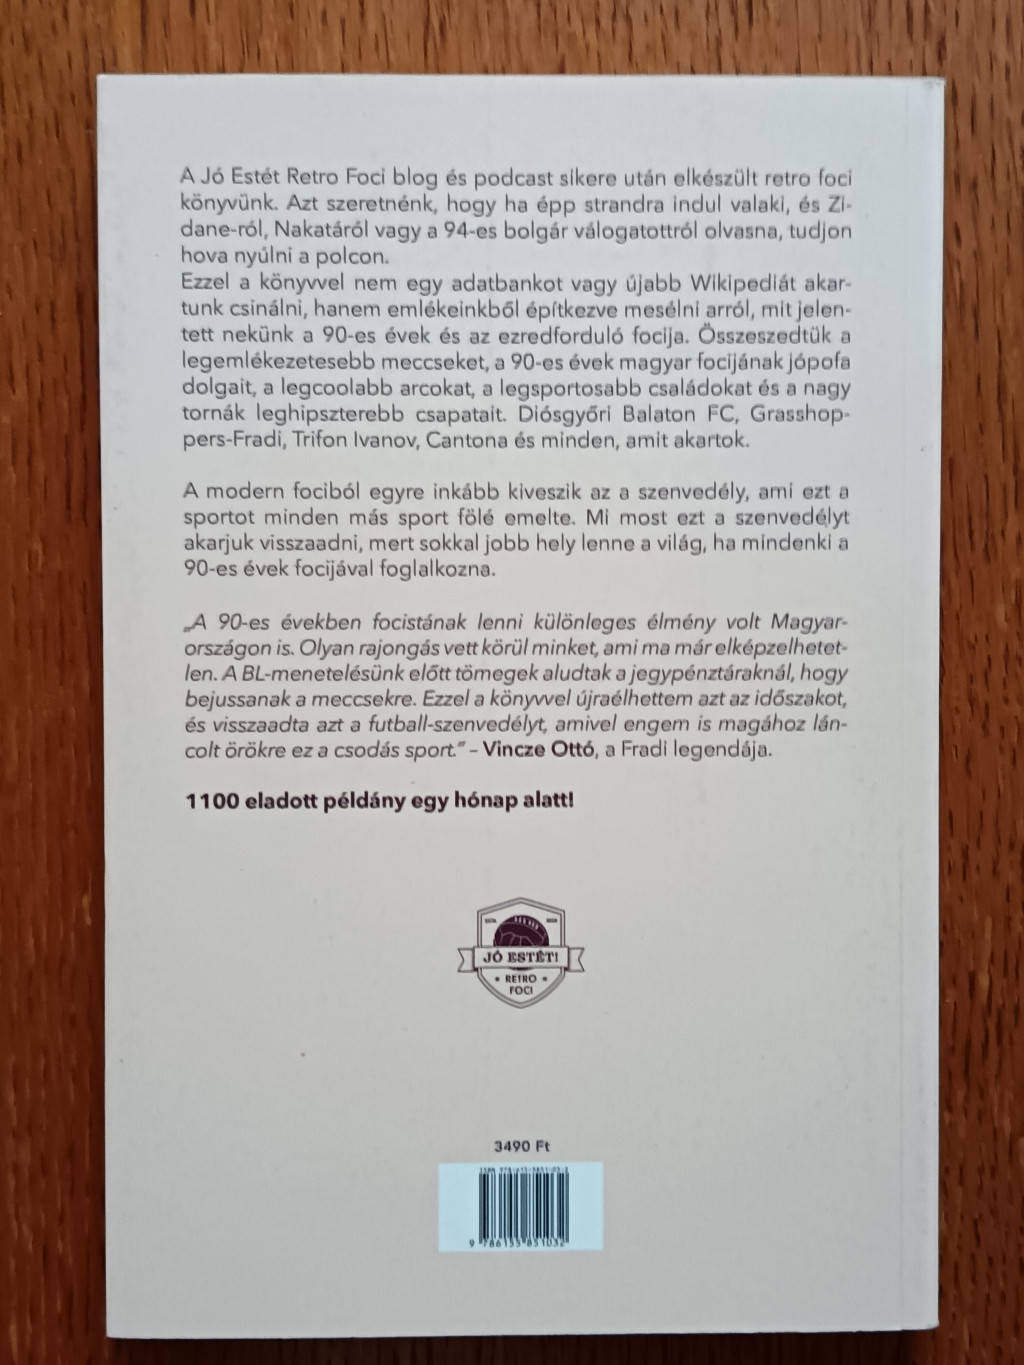 A Jó Estét Retro Foci blog és podcast sikere után elkészült retro foci
könyvünk. Azt szeretnénk, hogy ha épp strandra indul valaki, és Zi-
dane-ról, Nakatáról vagy a 94-es bolgár válogatottról olvasna, tudjon
hova nyúlni a polcon.
Ezzel a könyvvel nem egy adatbankot vagy újabb Wikipediát akar-
tunk csinálni, hanem emlékeinkből építkezve mesélni arról, mit jelen-
tett nekünk a 90-es évek és az ezredforduló focija. Összeszedtük a
legemlékezetesebb meccseket, a 90-es évek magyar focijának jópofa
dolgait, a legcoolabb arcokat, a legsportosabb családokat és a nagy
tornák leghipszterebb csapatait. Diósgyőri Balaton FC, Grasshop-
pers-Fradi, Trifon Ivanov, Cantona és minden, amit akartok.
A modern fociból egyre inkább kiveszik az a szenvedély, ami ezt a
sportot minden más sport fölé emelte. Mi most ezt a szenvedélyt
akarjuk visszaadni, mert sokkal jobb hely lenne a világ, ha mindenki a
90-es évek focijával foglalkozna.
„A 90-es években focistának lenni különleges élmény volt Magyar-
országon is. Olyan rajongás vett körül minket, ami ma már elképzelhetet-
len. A BL-menetelésünk előtt tömegek aludtak a jegypénztáraknál, hogy
bejussanak a meccsekre. Ezzel a könyvvel újraélhettem azt az időszakot,
és visszaadta azt a futball-szenvedélyt, amivel engem is magához lán-
colt örökre ez a csodás sport." – Vincze Ottó, a Fradi legendája.
1100 eladott példány egy hónap alatt!
JÓ ESTÉT!
RETRO
FOCI
3490 Ft
ISBN 978-615-5851-03-2
9 786155 851032